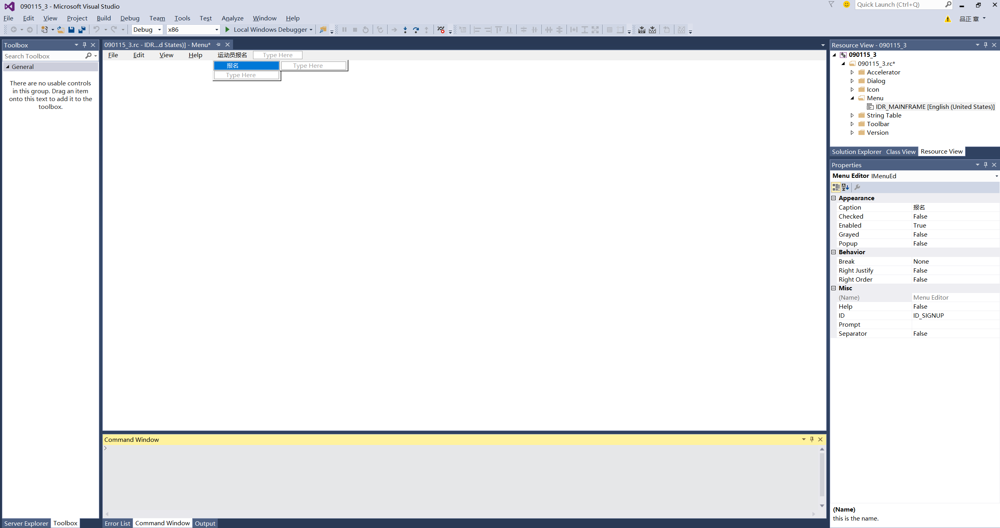 090115_3 - Microsoft Visual Studio
Quick Launch (Ctrl+Q)
File Edit View Project Build Debug Team Tools Test Analyze Window Help
品正 章
Debug x86 Local Windows Debugger
Toolbox
Search Toolbox
General
There are no usable controls
in this group. Drag an item
onto this text to add it to the
toolbox.
Server Explorer Toolbox
090115_3.rc - IDR...d States)] - Menu*
File Edit View Help 运动员报名 Type Here
报名 Type Here
Type Here
Command Window
>
Error List Command Window Output
Resource View - 090115_3
090115_3
090115_3.rc*
Accelerator
Dialog
Icon
Menu
IDR_MAINFRAME [English (United States)]
String Table
Toolbar
Version
Solution Explorer Class View Resource View
Properties
Menu Editor IMenuEd
Appearance
Caption 报名
Checked False
Enabled True
Grayed False
Popup False
Behavior
Break None
Right Justify False
Right Order False
Misc
(Name) Menu Editor
Help False
ID ID_SIGNUP
Prompt
Separator False
(Name)
this is the name.